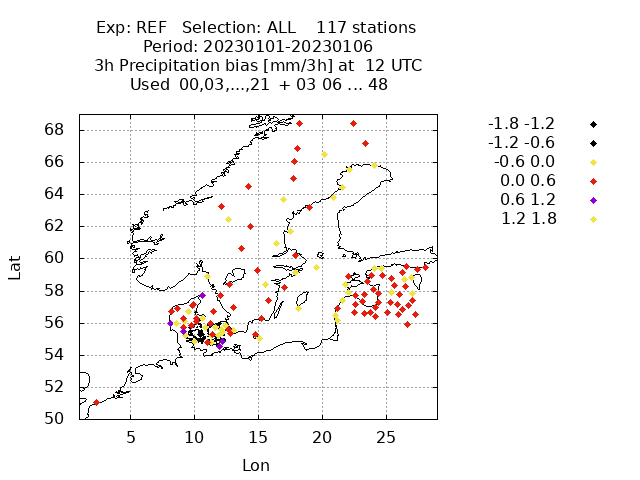 Exp: REF   Selection: ALL    117 stations
Period: 20230101-20230106
3h Precipitation bias [mm/3h] at  12 UTC
Used  00,03,...,21  + 03 06 ... 48
-1.8 -1.2
-1.2 -0.6
-0.6 0.0
0.0 0.6
0.6 1.2
1.2 1.8
68
66
64
62
60
58
56
54
52
50
Lat
5 10 15 20 25
Lon